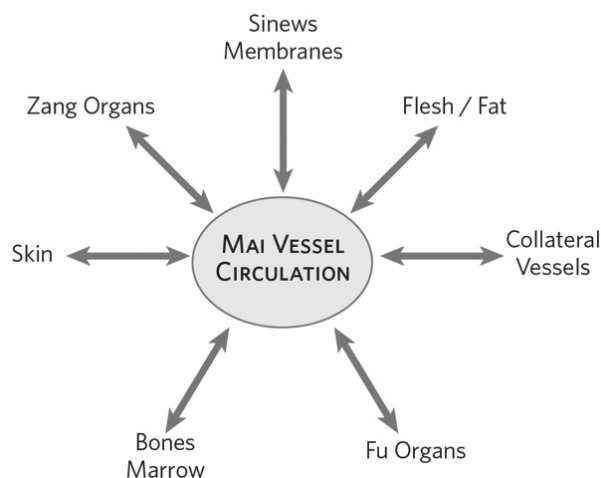 Sinews
Membranes
Zang Organs
Flesh / Fat
Skin
Mai Vessel
Circulation
Collateral
Vessels
Bones
Marrow
Fu Organs